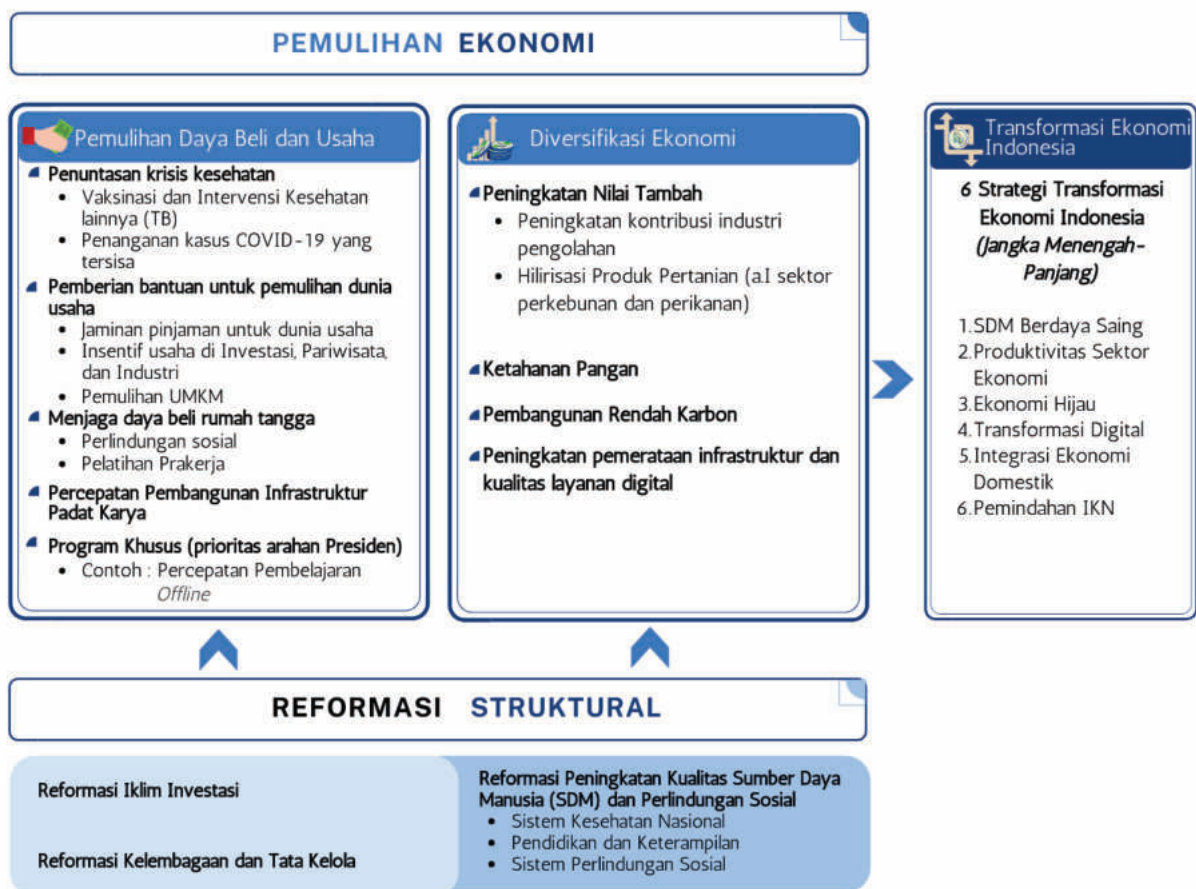 PEMULIHAN EKONOMI
Pemulihan Daya Beli dan Usaha
Penuntasan krisis kesehatan
• Vaksinasi dan Intervensi Kesehatan
lainnya (TB)
• Penanganan kasus COVID-19 yang
tersisa
Pemberian bantuan untuk pemulihan dunia
usaha
• Jaminan pinjaman untuk dunia usaha
• Insentif usaha di Investasi, Pariwisata,
dan Industri
• Pemulihan UMKM
Menjaga daya beli rumah tangga
• Perlindungan sosial
• Pelatihan Prakerja
Percepatan Pembangunan Infrastruktur
Padat Karya
Program Khusus (prioritas arahan Presiden)
• Contoh : Percepatan Pembelajaran
Offline
Diversifikasi Ekonomi
Peningkatan Nilai Tambah
• Peningkatan kontribusi industri
pengolahan
• Hilirisasi Produk Pertanian (a.l sektor
perkebunan dan perikanan)
Ketahanan Pangan
Pembangunan Rendah Karbon
Peningkatan pemerataan infrastruktur dan
kualitas layanan digital
Transformasi Ekonomi
Indonesia
6 Strategi Transformasi
Ekonomi Indonesia
(Jangka Menengah-
Panjang)
1.SDM Berdaya Saing
2.Produktivitas Sektor
Ekonomi
3.Ekonomi Hijau
4.Transformasi Digital
5.Integrasi Ekonomi
Domestik
6.Pemindahan IKN
REFORMASI STRUKTURAL
Reformasi Iklim Investasi
Reformasi Kelembagaan dan Tata Kelola
Reformasi Peningkatan Kualitas Sumber Daya
Manusia (SDM) dan Perlindungan Sosial
• Sistem Kesehatan Nasional
• Pendidikan dan Keterampilan
• Sistem Perlindungan Sosial